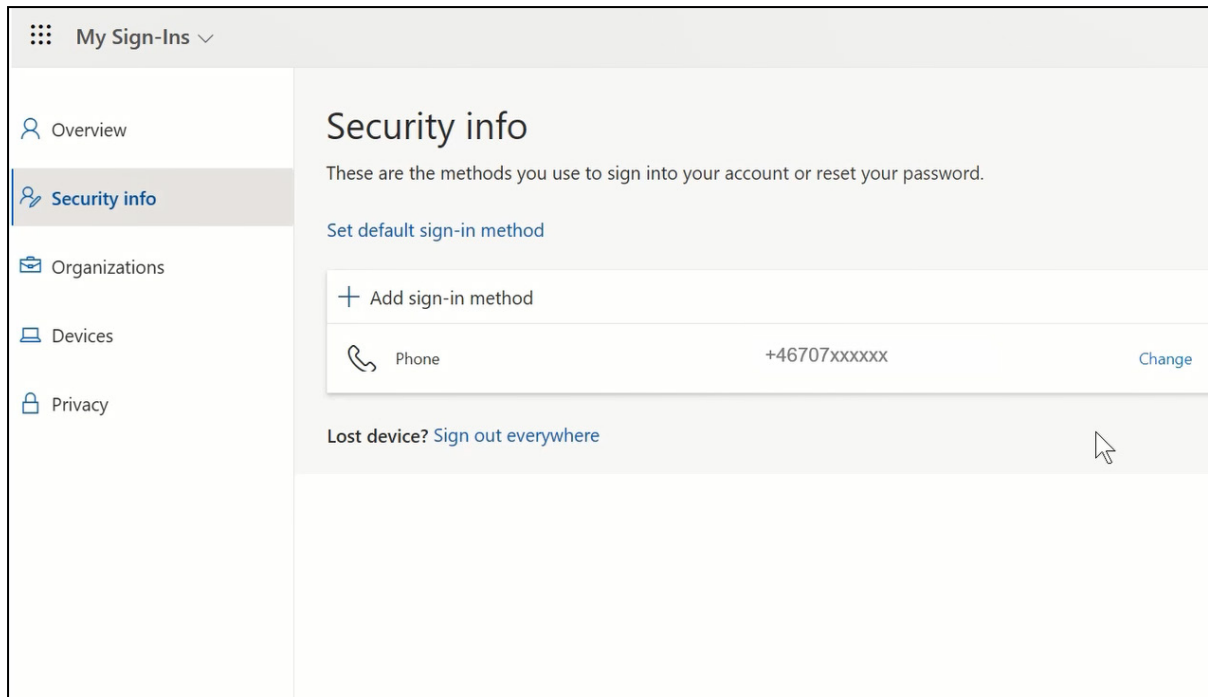 My Sign-Ins
Overview
Security info
Organizations
Devices
Privacy
Security info
These are the methods you use to sign into your account or reset your password.
Set default sign-in method
Add sign-in method
Phone +46707xxxxxx Change
Lost device? Sign out everywhere